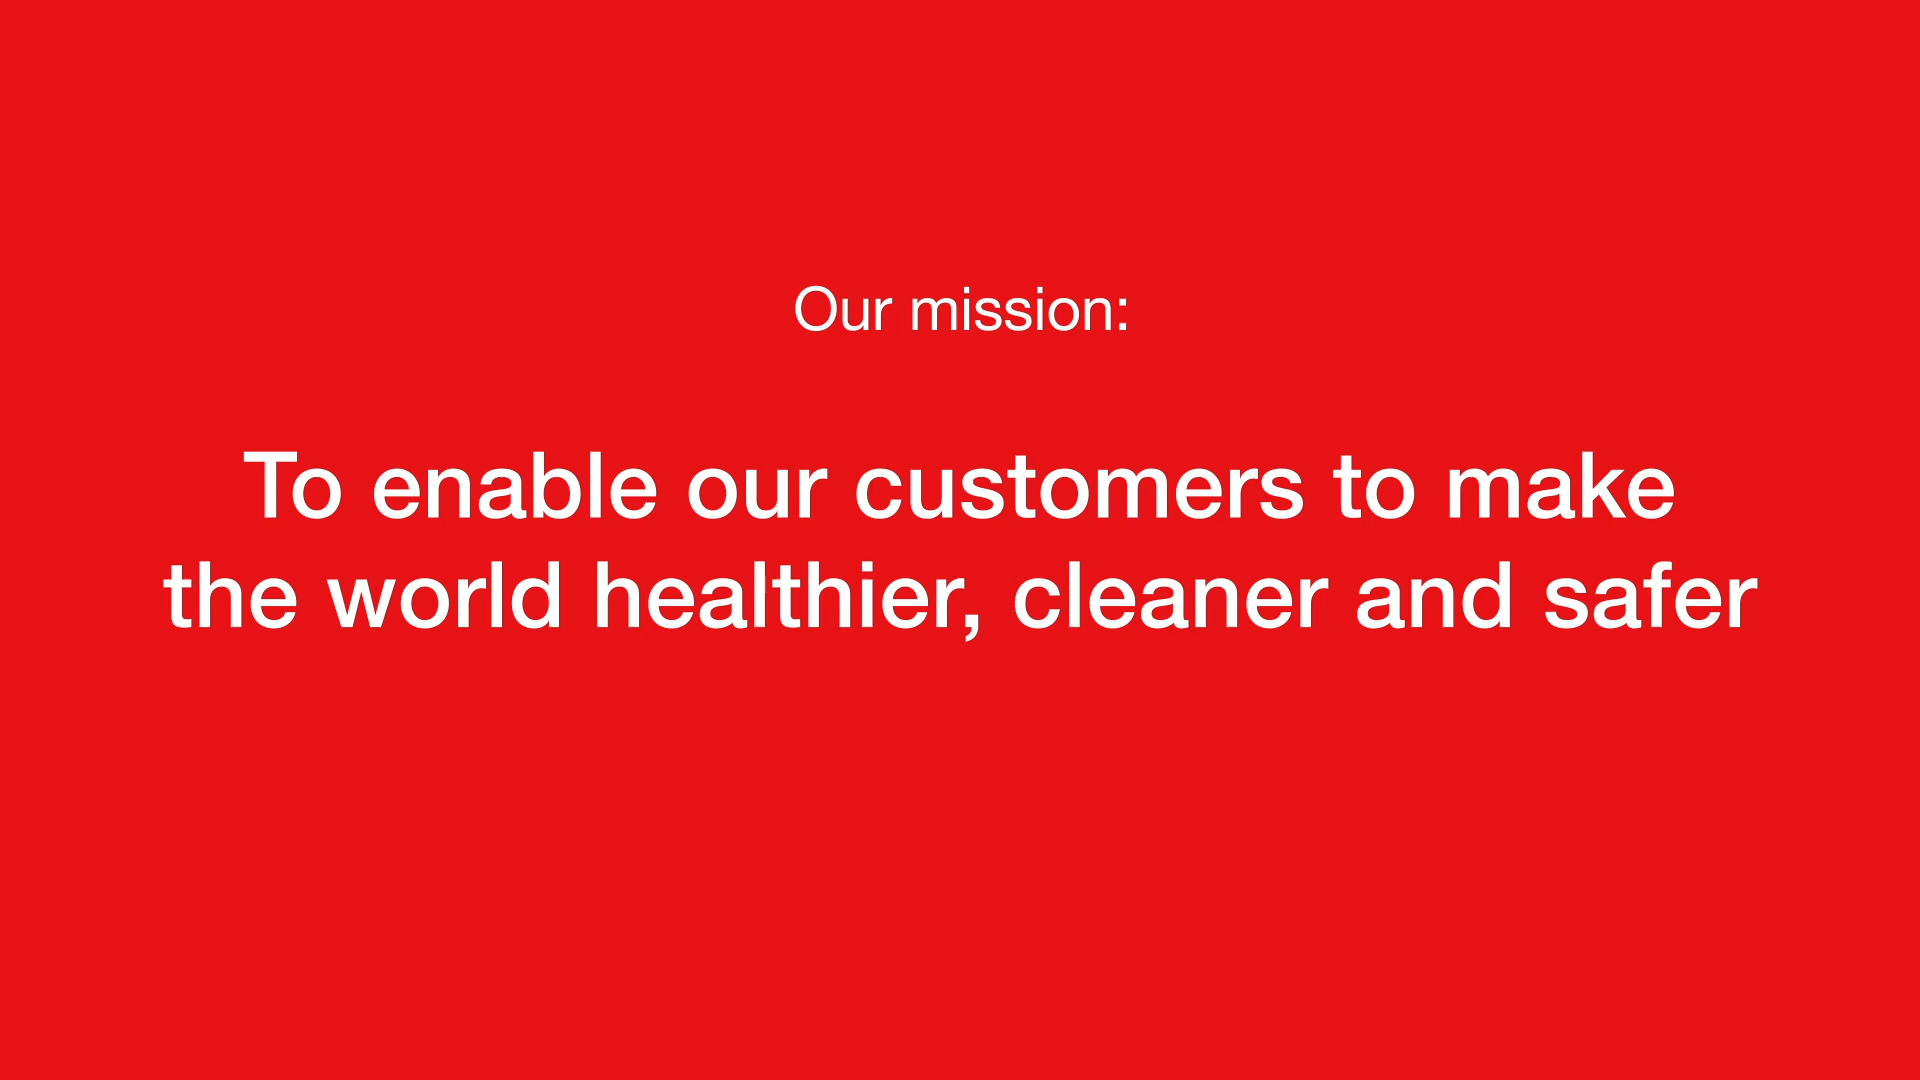 Our mission:
To enable our customers to make
the world healthier, cleaner and safer